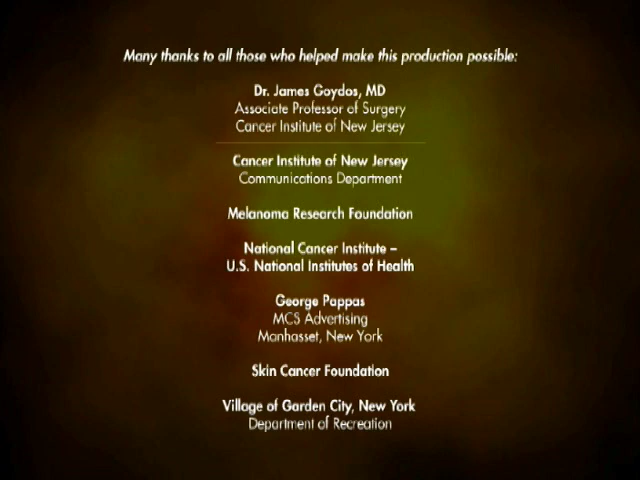 Many thanks to all those who helped make this production possible:
Dr. James Goydos, MD
Associate Professor of Surgery
Cancer Institute of New Jersey
Cancer Institute of New Jersey
Communications Department
Melanoma Research Foundation
National Cancer Institute –
U.S. National Institutes of Health
George Pappas
MCS Advertising
Manhasset, New York
Skin Cancer Foundation
Village of Garden City, New York
Department of Recreation